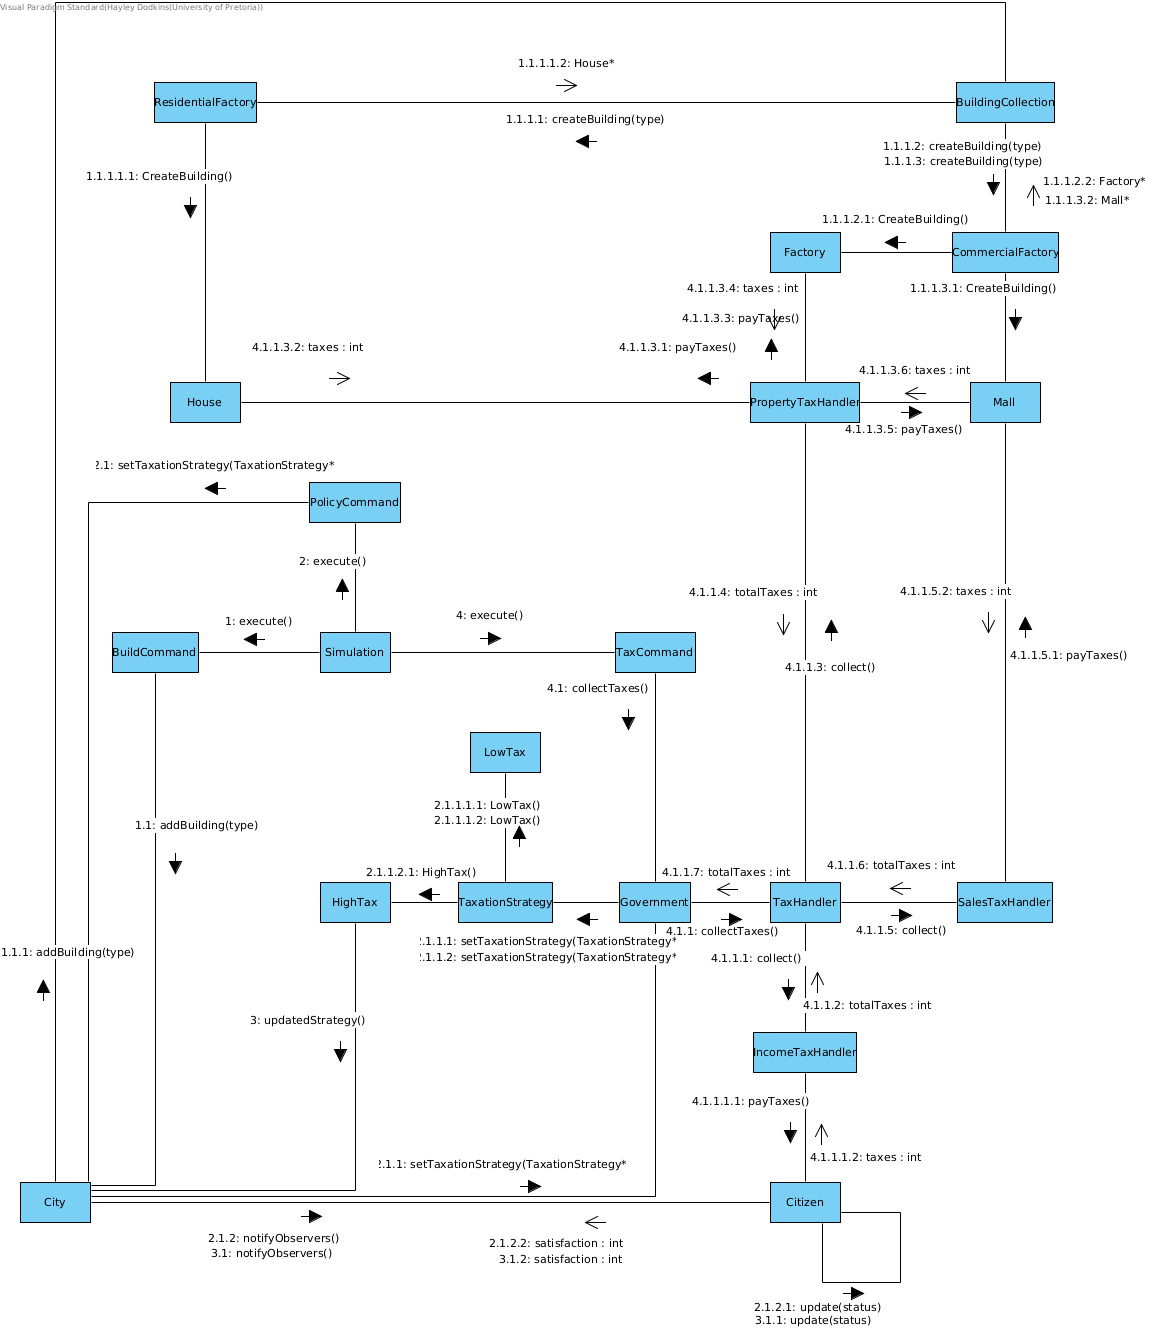 Visual Paradigm Standard(Hayley Dodkins(University of Pretoria))
1.1.1.1.2: House*
ResidentialFactory
BuildingCollection
1.1.1.1: createBuilding(type)
1.1.1.2: createBuilding(type)
1.1.1.3: createBuilding(type)
1.1.1.1.1: CreateBuilding()
1.1.1.2.2: Factory*
1.1.1.3.2: Mall*
1.1.1.2.1: CreateBuilding()
Factory
CommercialFactory
4.1.1.3.4: taxes : int
1.1.1.3.1: CreateBuilding()
4.1.1.3.3: payTaxes()
4.1.1.3.2: taxes : int
4.1.1.3.1: payTaxes()
4.1.1.3.6: taxes : int
House
PropertyTaxHandler
Mall
4.1.1.3.5: payTaxes()
2.1: setTaxationStrategy(TaxationStrategy*
PolicyCommand
2: execute()
4.1.1.4: totalTaxes : int
4.1.1.5.2: taxes : int
1: execute()
4: execute()
BuildCommand
Simulation
TaxCommand
4.1.1.5.1: payTaxes()
4.1.1.3: collect()
4.1: collectTaxes()
LowTax
2.1.1.1.1: LowTax()
2.1.1.1.2: LowTax()
1.1: addBuilding(type)
2.1.1.2.1: HighTax()
4.1.1.7: totalTaxes : int
4.1.1.6: totalTaxes : int
HighTax
TaxationStrategy
Government
TaxHandler
SalesTaxHandler
4.1.1: collectTaxes()
4.1.1.5: collect()
2.1.1.1: setTaxationStrategy(TaxationStrategy*
2.1.1.2: setTaxationStrategy(TaxationStrategy*
1.1.1: addBuilding(type)
4.1.1.1: collect()
4.1.1.2: totalTaxes : int
3: updatedStrategy()
IncomeTaxHandler
4.1.1.1.1: payTaxes()
4.1.1.1.2: taxes : int
2.1.1: setTaxationStrategy(TaxationStrategy*
City
Citizen
2.1.2: notifyObservers()
3.1: notifyObservers()
2.1.2.2: satisfaction : int
3.1.2: satisfaction : int
2.1.2.1: update(status)
3.1.1: update(status)